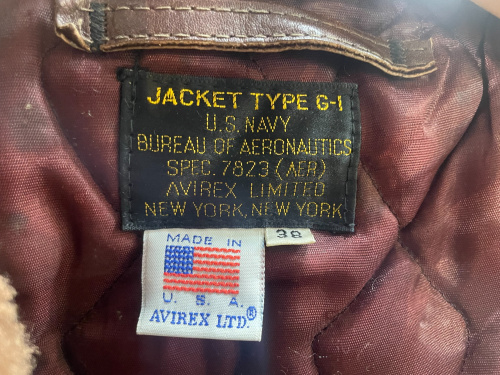 JACKET TYPE G-1
U.S. NAVY
BUREAU OF AERONAUTICS
SPEC. 7823 (AER)
AVIREX LIMITED
NEW YORK, NEW YORK
38
MADE IN
U. S. A.
AVIREX LTD.®